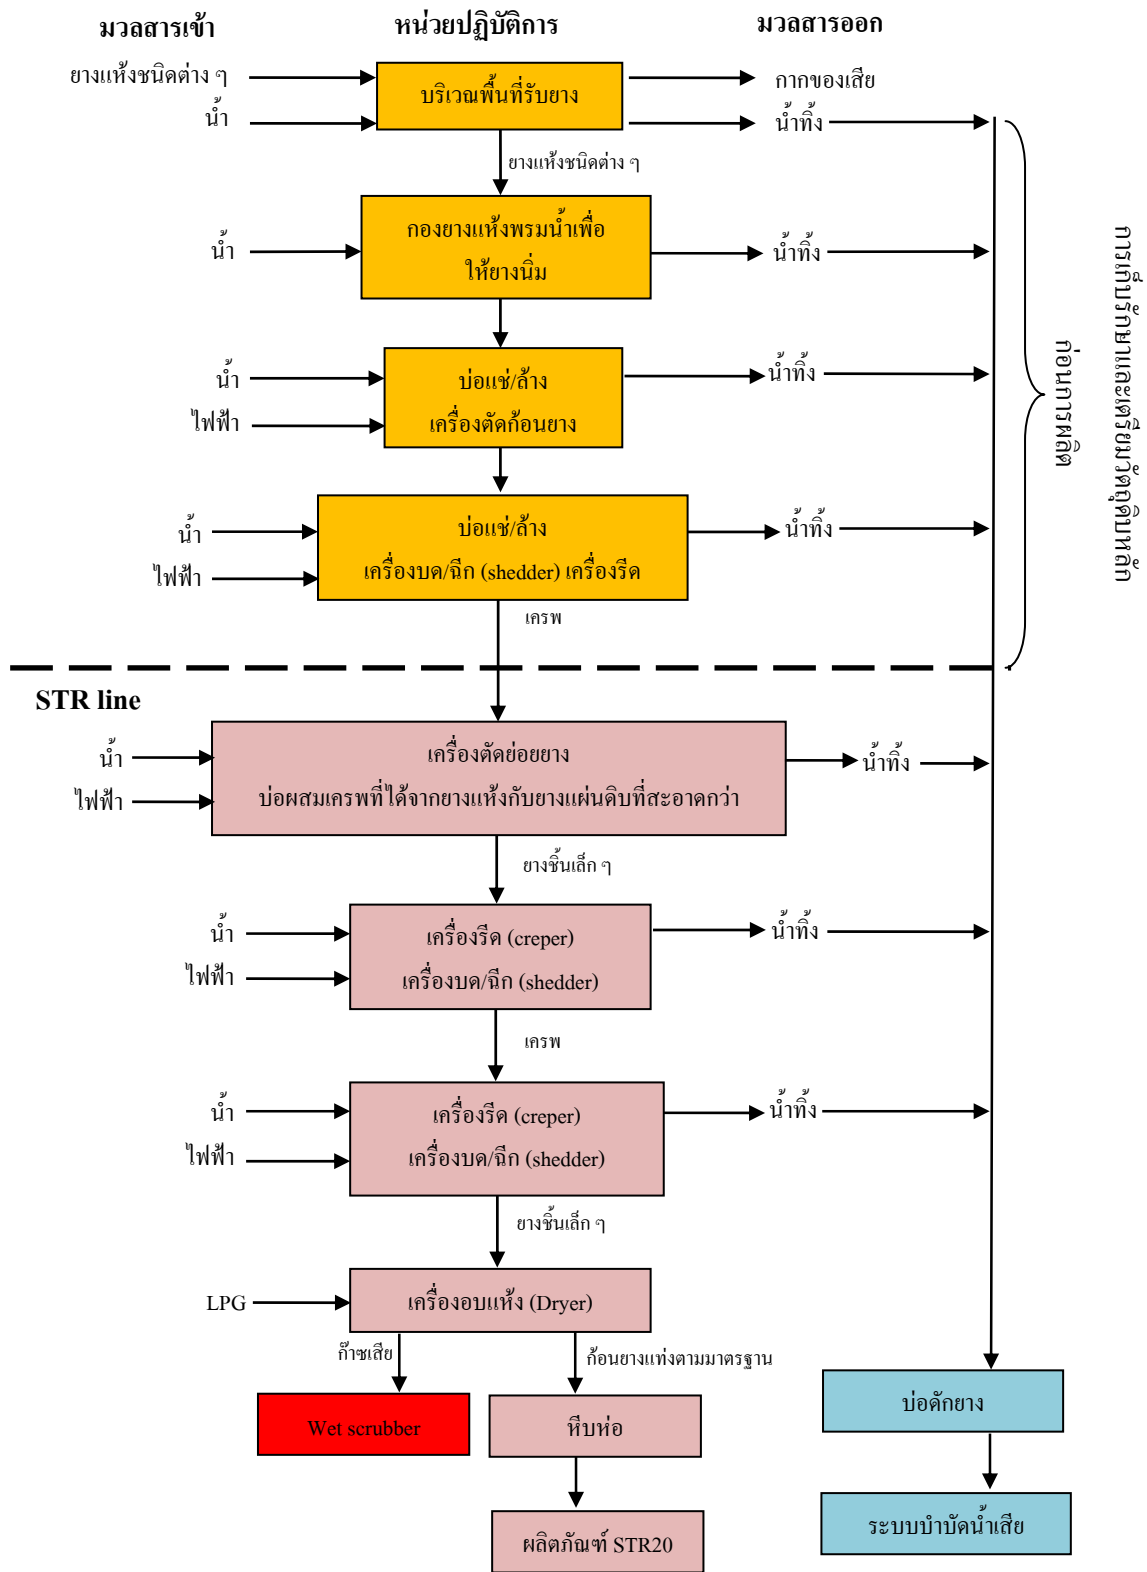 มวลสารเข้า
หน่วยปฏิบัติการ
มวลสารออก
ยางแห้งชนิดต่าง ๆ
น้ำ
บริเวณพื้นที่รับยาง
กากของเสีย
น้ำทิ้ง
ยางแห้งชนิดต่าง ๆ
น้ำ
กองยางแห้งพรมน้ำเพื่อ
ให้ยางนิ่ม
น้ำทิ้ง
น้ำ
ไฟฟ้า
บ่อแช่/ล้าง
เครื่องตัดก้อนยาง
น้ำทิ้ง
น้ำ
ไฟฟ้า
บ่อแช่/ล้าง
เครื่องบด/ฉีก (shedder) เครื่องรีด
น้ำทิ้ง
เครพ
การเก็บรักษาและเตรียมวัตถุดิบหลัก
ก่อนการผลิต
STR line
น้ำ
ไฟฟ้า
เครื่องตัดย่อยยาง
บ่อผสมเครพที่ได้จากยางแห้งกับยางแผ่นดิบที่สะอาดกว่า
น้ำทิ้ง
ยางชิ้นเล็ก ๆ
น้ำ
ไฟฟ้า
เครื่องรีด (creper)
เครื่องบด/ฉีก (shedder)
น้ำทิ้ง
เครพ
น้ำ
ไฟฟ้า
เครื่องรีด (creper)
เครื่องบด/ฉีก (shedder)
น้ำทิ้ง
ยางชิ้นเล็ก ๆ
LPG
เครื่องอบแห้ง (Dryer)
ก๊าซเสีย
ก้อนยางแท่งตามมาตรฐาน
Wet scrubber
หีบห่อ
บ่อดักยาง
ผลิตภัณฑ์ STR20
ระบบบำบัดน้ำเสีย